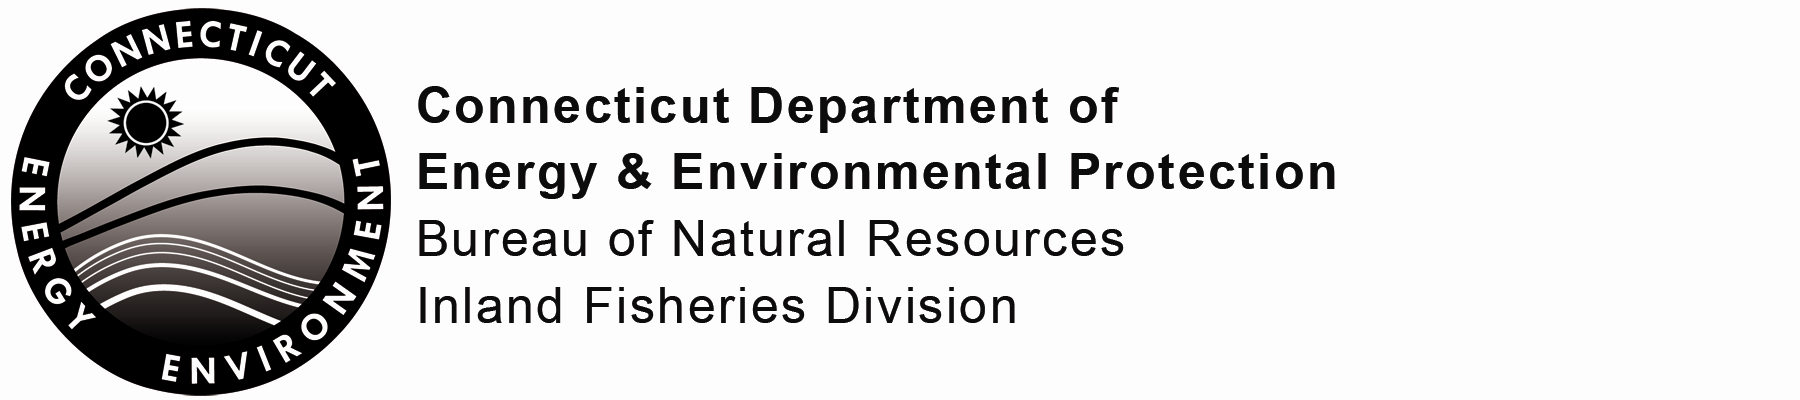 CONNECTICUT
ENERGY
ENVIRONMENT
Connecticut Department of
Energy & Environmental Protection
Bureau of Natural Resources
Inland Fisheries Division